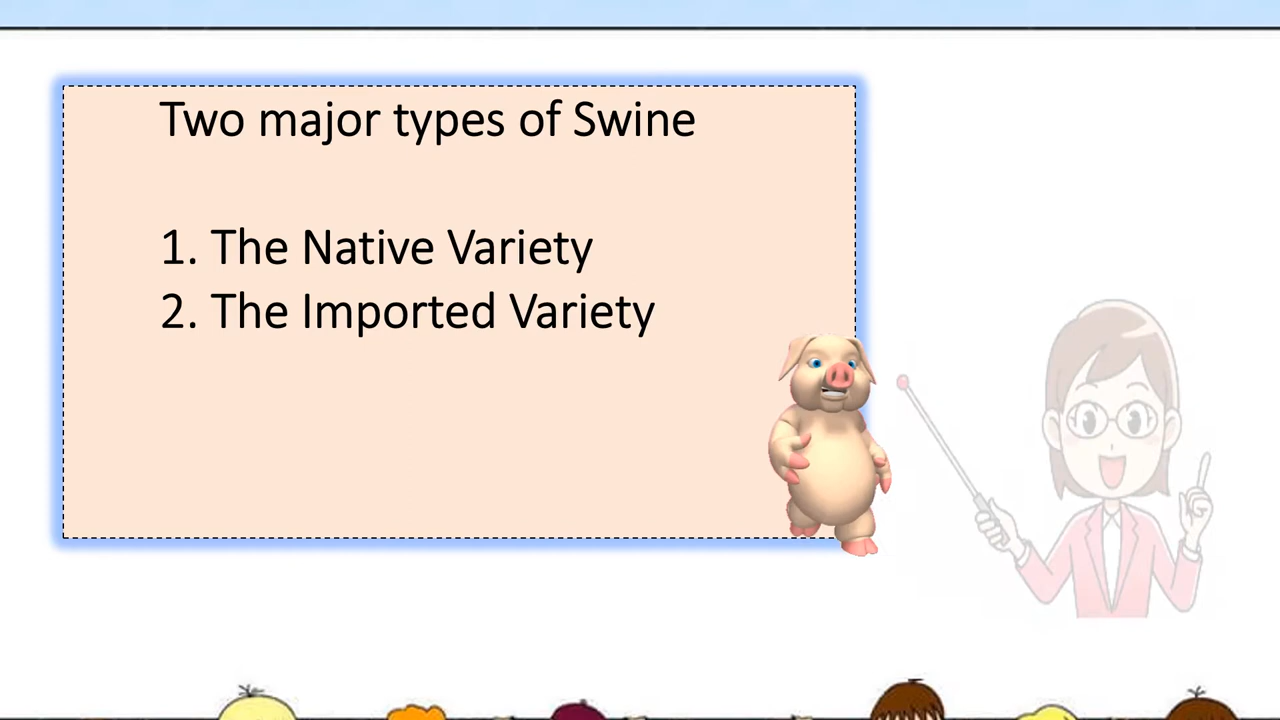 Two major types of Swine
1. The Native Variety
2. The Imported Variety